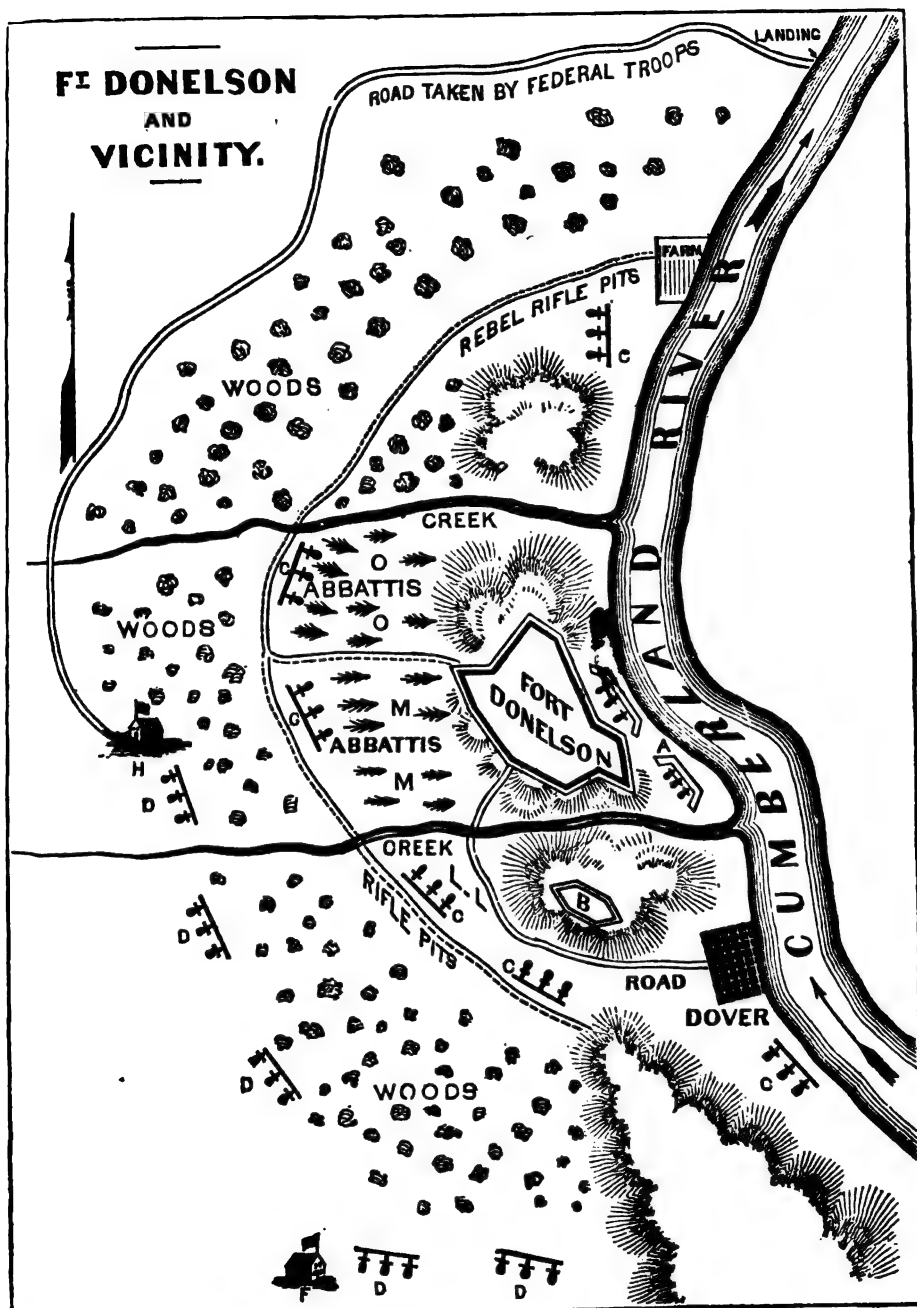 FT DONELSON
AND
VICINITY.
LANDING
ROAD TAKEN BY FEDERAL TROOPS
FARM
REBEL RIFLE PITS
C
WOODS
CUMBERLAND RIVER
CREEK
C
O
ABBATTIS
O
WOODS
FORT
DONELSON
G
M
ABBATTIS
M
A
H
D
CREEK
L-L
C
B
RIFLE PITS
D
C
ROAD
DOVER
C
D
WOODS
F
D
D